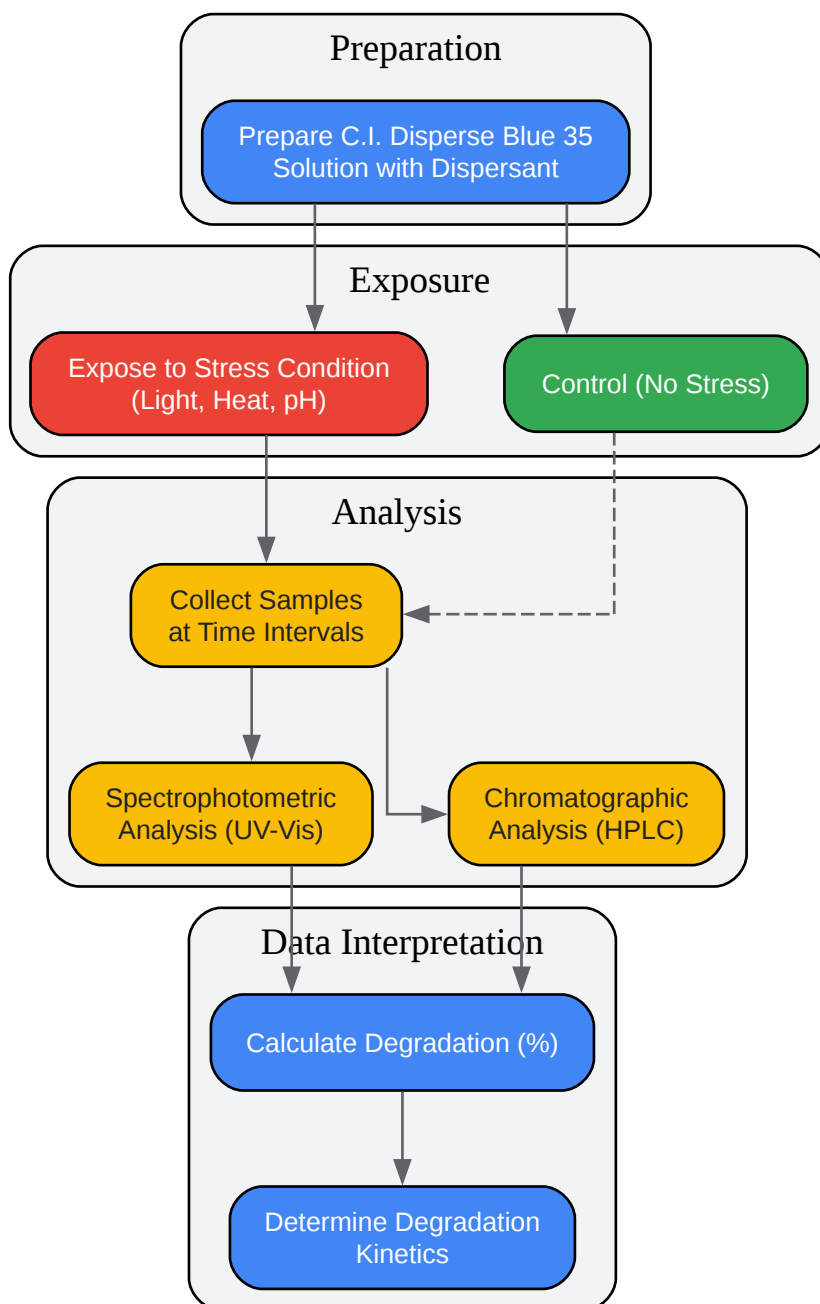 Preparation
Prepare C.I. Disperse Blue 35
Solution with Dispersant
Exposure
Expose to Stress Condition
(Light, Heat, pH)
Control (No Stress)
Analysis
Collect Samples
at Time Intervals
Spectrophotometric
Analysis (UV-Vis)
Chromatographic
Analysis (HPLC)
Data Interpretation
Calculate Degradation (%)
Determine Degradation
Kinetics